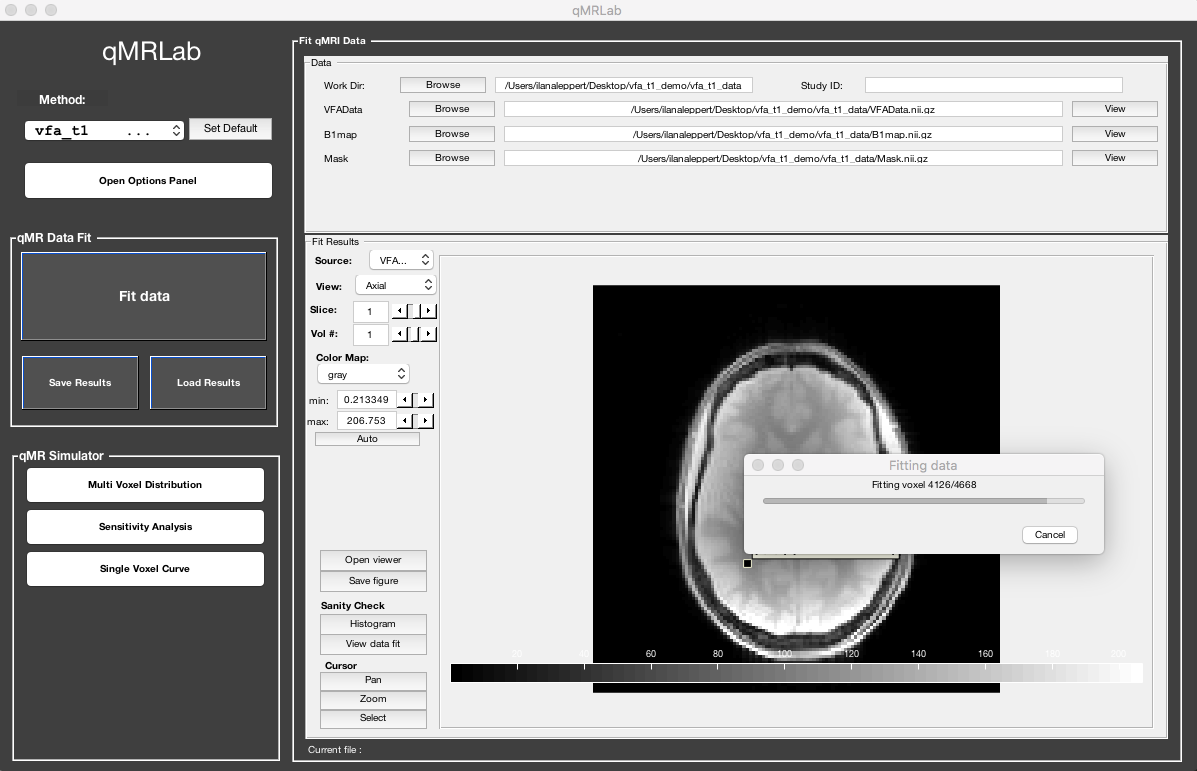 qMRLab
qMRLab
Method:
vfa_t1 ...
Set Default
Open Options Panel
qMR Data Fit
Fit data
Save Results
Load Results
qMR Simulator
Multi Voxel Distribution
Sensitivity Analysis
Single Voxel Curve
Fit qMRI Data
Data
Work Dir: Browse /Users/ilanaleppert/Desktop/vfa_t1_demo/vfa_t1_data Study ID:
VFAData Browse /Users/ilanaleppert/Desktop/vfa_t1_demo/vfa_t1_data/VFAData.nii.gz View
B1map Browse /Users/ilanaleppert/Desktop/vfa_t1_demo/vfa_t1_data/B1map.nii.gz View
Mask Browse /Users/ilanaleppert/Desktop/vfa_t1_demo/vfa_t1_data/Mask.nii.gz View
Fit Results
Source: VFA...
View: Axial
Slice: 1
Vol #: 1
Color Map:
gray
min: 0.213349
max: 206.753
Auto
Open viewer
Save figure
Sanity Check
Histogram
View data fit
Cursor
Pan
Zoom
Select
Fitting data
Fitting voxel 4126/4668
Cancel
20 40 60 80 100 120 140 160 180 200
Current file :